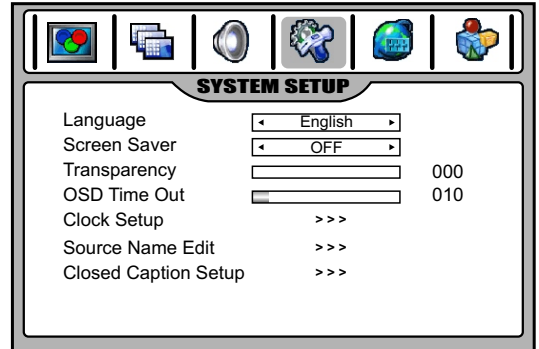 SYSTEM SETUP
Language ◂ English ▸
Screen Saver ◂ OFF ▸
Transparency 000
OSD Time Out 010
Clock Setup >>>
Source Name Edit >>>
Closed Caption Setup >>>